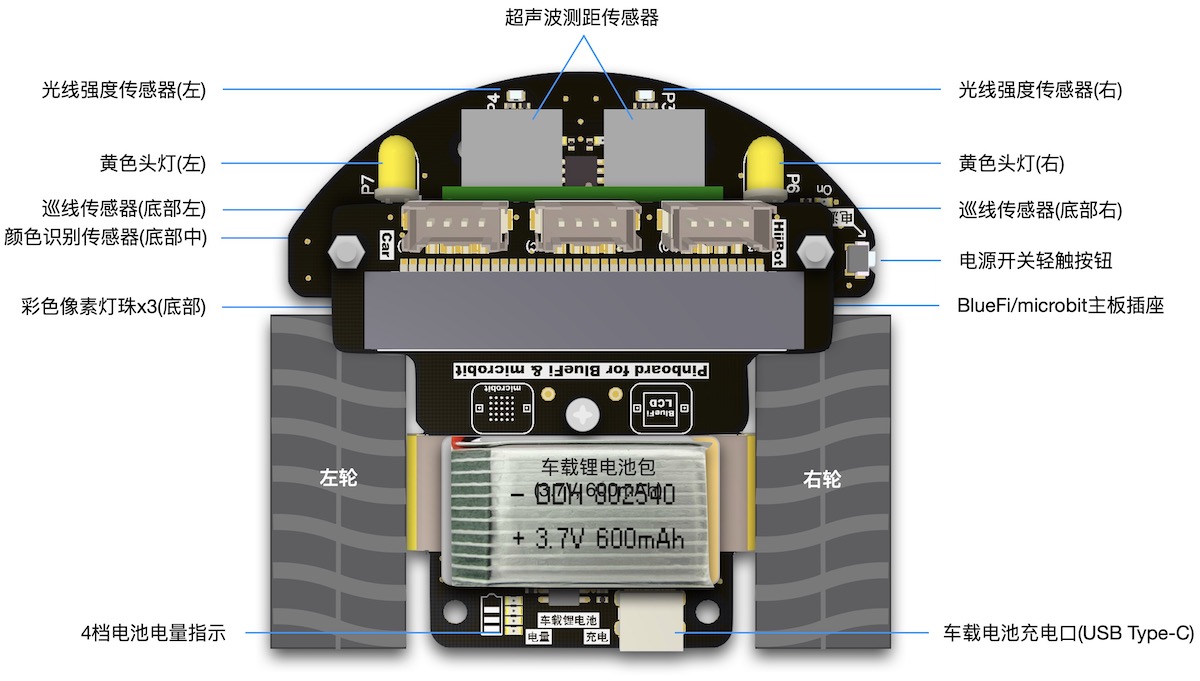 超声波测距传感器
光线强度传感器(左)
光线强度传感器(右)
P4
P3
黄色头灯(左)
黄色头灯(右)
P7
P6
巡线传感器(底部左)
巡线传感器(底部右)
颜色识别传感器(底部中)
Car
HiiBot
电源开关轻触按钮
彩色像素灯珠x3(底部)
BlueFi/microbit主板插座
Pinboard for BlueFi & microbit
microbit
BlueFi
LCD
左轮
右轮
车载锂电池包
(3.7V 600mAh)
+ 3.7V 600mAh
4档电池电量指示
车载锂电池
电量
充电
车载电池充电口(USB Type-C)